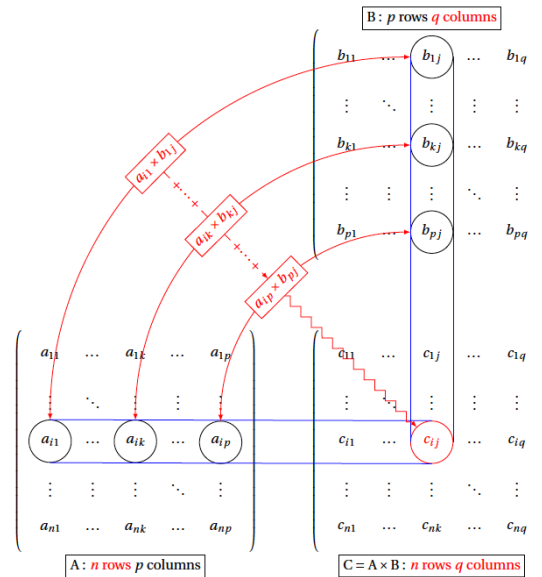 B : p rows q columns
b₁₁ … b₁ⱼ … b₁q
⋮ ⋱ ⋮ ⋮ ⋮
bₖ₁ … bₖⱼ … bₖq
⋮ ⋮ ⋮ ⋱ ⋮
bₚ₁ … bₚⱼ … bₚq
aᵢ₁ × b₁ⱼ
+ ⋯ +
aᵢₖ × bₖⱼ
+ ⋯ +
aᵢₚ × bₚⱼ
a₁₁ … a₁ₖ … a₁ₚ
⋮ ⋱ ⋮ ⋮ ⋮
aᵢ₁ … aᵢₖ … aᵢₚ
⋮ ⋮ ⋮ ⋱ ⋮
aₙ₁ … aₙₖ … aₙₚ
A : n rows p columns
c₁₁ … c₁ⱼ … c₁q
⋮ ⋱ ⋮ ⋮ ⋮
cᵢ₁ … cᵢⱼ … cᵢq
⋮ ⋮ ⋮ ⋱ ⋮
cₙ₁ … cₙₖ … cₙq
C = A × B : n rows q columns